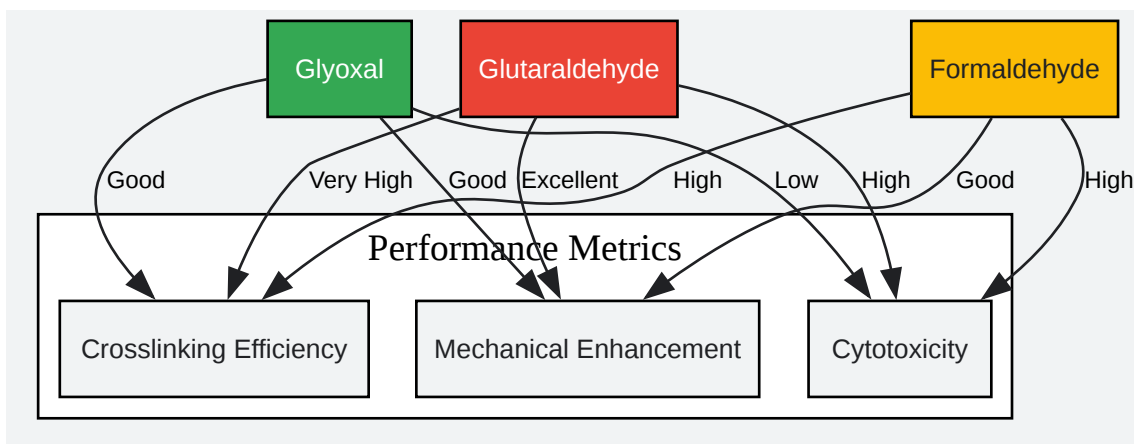 Glyoxal
Glutaraldehyde
Formaldehyde
Good
Very High
Good
Excellent
High
Low
High
Good
High
Performance Metrics
Crosslinking Efficiency
Mechanical Enhancement
Cytotoxicity